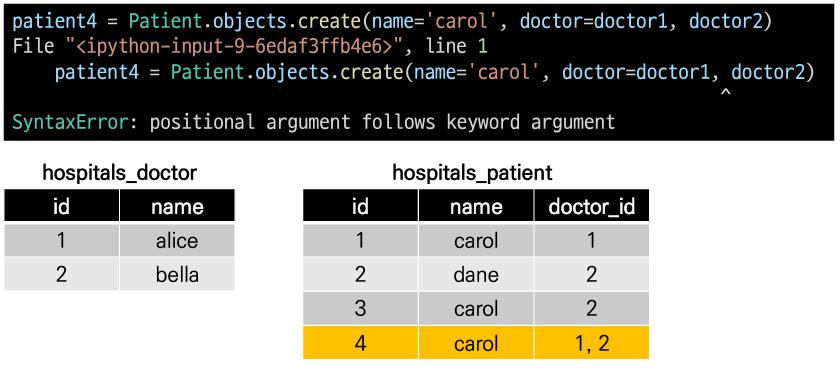 patient4 = Patient.objects.create(name='carol', doctor=doctor1, doctor2)
File "<ipython-input-9-6edaf3ffb4e6>", line 1
    patient4 = Patient.objects.create(name='carol', doctor=doctor1, doctor2)
^
SyntaxError: positional argument follows keyword argument
hospitals_doctor
id name
1 alice
2 bella
hospitals_patient
id name doctor_id
1 carol 1
2 dane 2
3 carol 2
4 carol 1, 2